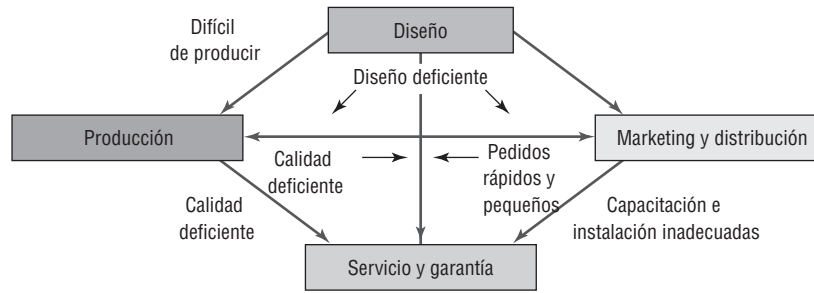 Diseño
Difícil
de producir
Diseño deficiente
Producción
Marketing y distribución
Calidad
deficiente
Pedidos
rápidos y
pequeños
Calidad
deficiente
Capacitación e
instalación inadecuadas
Servicio y garantía